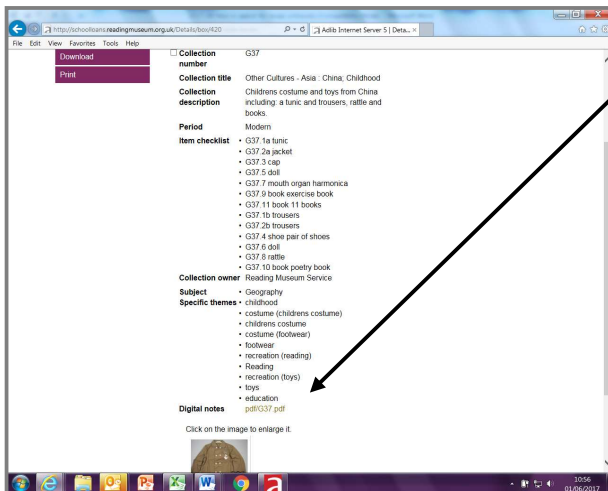 http://schoolloans.readingmuseum.org.uk/Details/box/420
Adlib Internet Server 5 | Deta...
File Edit View Favorites Tools Help
Download
Print
Collection number G37
Collection title Other Cultures - Asia : China; Childhood
Collection description Childrens costume and toys from China
including: a tunic and trousers, rattle and
books.
Period Modern
Item checklist • G37.1a tunic
• G37.2a jacket
• G37.3 cap
• G37.5 doll
• G37.7 mouth organ harmonica
• G37.9 book exercise book
• G37.11 book 11 books
• G37.1b trousers
• G37.2b trousers
• G37.4 shoe pair of shoes
• G37.6 doll
• G37.8 rattle
• G37.10 book poetry book
Collection owner Reading Museum Service
Subject • Geography
Specific themes • childhood
• costume (childrens costume)
• childrens costume
• costume (footwear)
• footwear
• recreation (reading)
• Reading
• recreation (toys)
• toys
• education
Digital notes pdf/G37.pdf
Click on the image to enlarge it.
10:56
01/06/2017